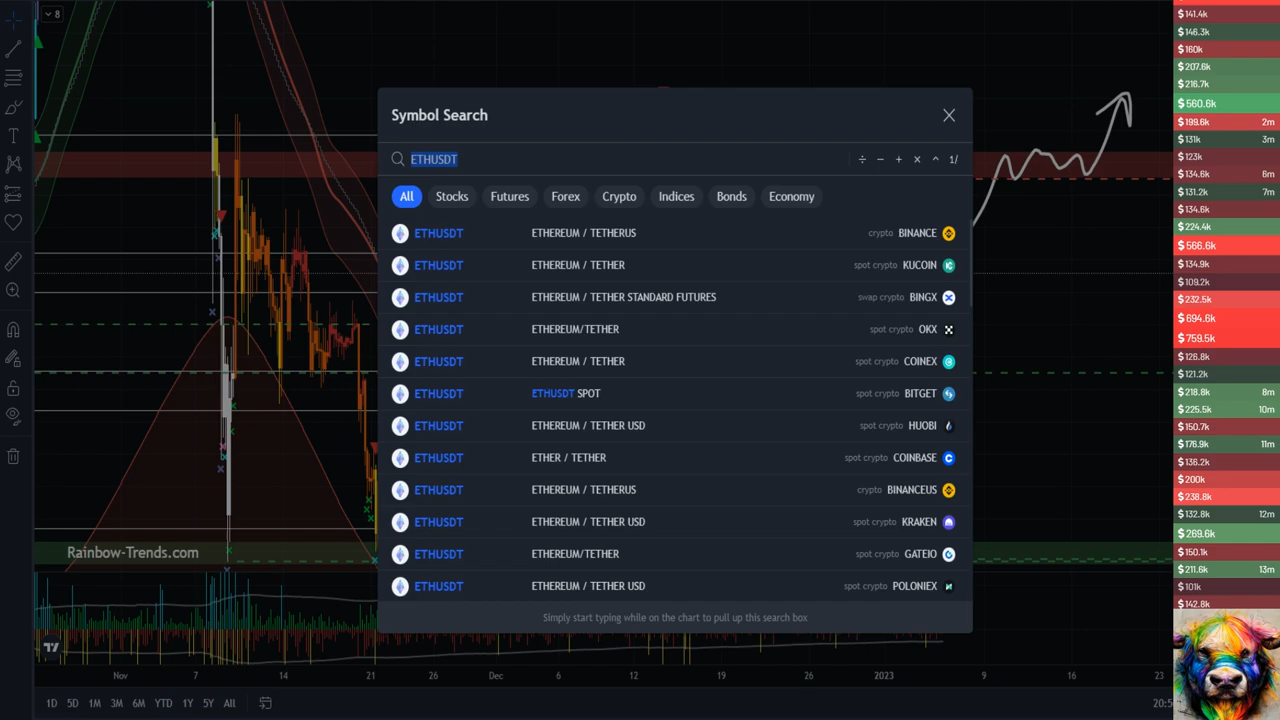 8
Symbol Search
ETHUSDT
÷ − + × ^ 1/
All Stocks Futures Forex Crypto Indices Bonds Economy
ETHUSDT ETHEREUM / TETHERUS crypto BINANCE
ETHUSDT ETHEREUM / TETHER spot crypto KUCOIN
ETHUSDT ETHEREUM / TETHER STANDARD FUTURES swap crypto BINGX
ETHUSDT ETHEREUM/TETHER spot crypto OKX
ETHUSDT ETHEREUM / TETHER spot crypto COINEX
ETHUSDT ETHUSDT SPOT spot crypto BITGET
ETHUSDT ETHEREUM / TETHER USD spot crypto HUOBI
ETHUSDT ETHER / TETHER spot crypto COINBASE
ETHUSDT ETHEREUM / TETHERUS crypto BINANCEUS
ETHUSDT ETHEREUM / TETHER USD spot crypto KRAKEN
ETHUSDT ETHEREUM/TETHER spot crypto GATEIO
ETHUSDT ETHEREUM / TETHER USD spot crypto POLONIEX
Simply start typing while on the chart to pull up this search box
Rainbow-Trends.com
Nov 7 14 21 26 Dec 6 12 19 26 2023 9 16 23
1D 5D 1M 3M 6M YTD 1Y 5Y All
20:5
$141.4k
$146.3k
$160k
$207.6k
$216.7k
$560.6k
$199.6k 2m
$131k 3m
$123k
$134.6k 6m
$131.2k 7m
$134.6k
$224.4k
$566.6k
$134.9k
$109.2k
$232.5k
$694.6k
$759.5k
$126.8k
$121.2k
$218.8k 8m
$225.5k 10m
$150.7k
$176.9k 11m
$136.2k
$200k
$238.8k
$132.8k 12m
$269.6k
$150.1k
$211.6k 13m
$101k
$142.8k